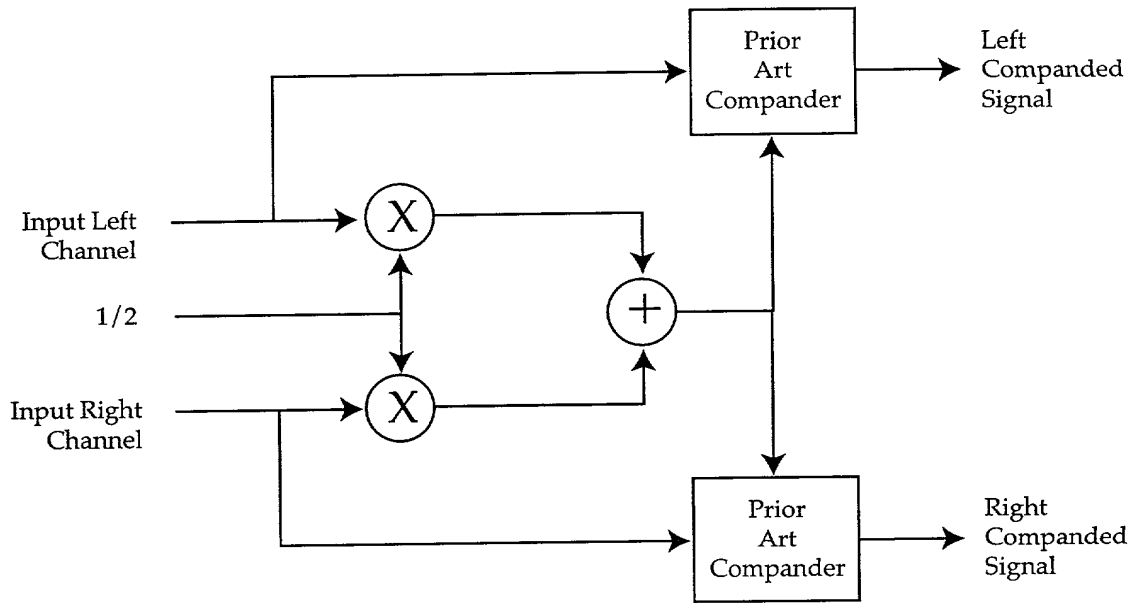 Prior
Art
Compander
Left
Companded
Signal
Input Left
Channel
X
1/2
+
Input Right
Channel
X
Prior
Art
Compander
Right
Companded
Signal